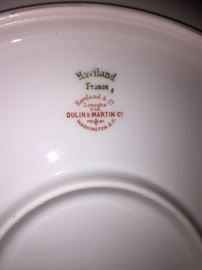 Haviland
France
Haviland & Co
Limoges
FOR
DULIN & MARTIN Co
WASHINGTON, D.C.